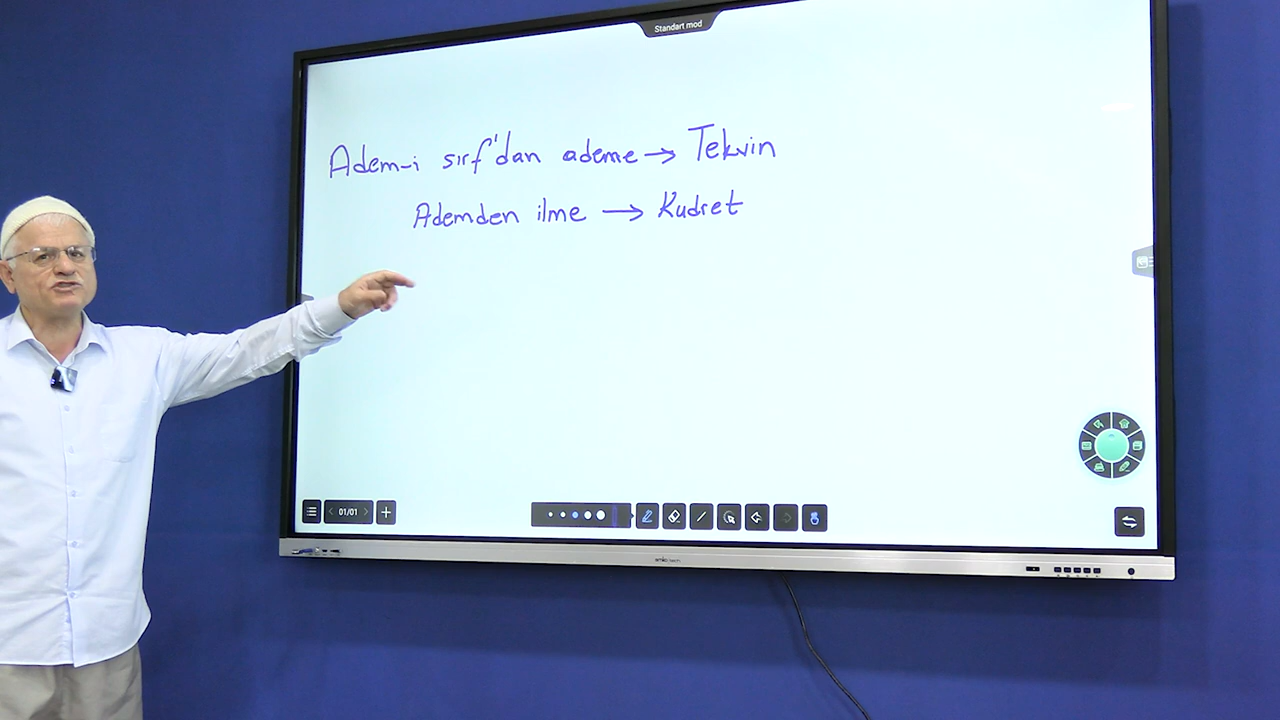 Standart mod
Adem-i sırf'dan ademe → Tekvin
Ademden ilme → Kudret
01/01